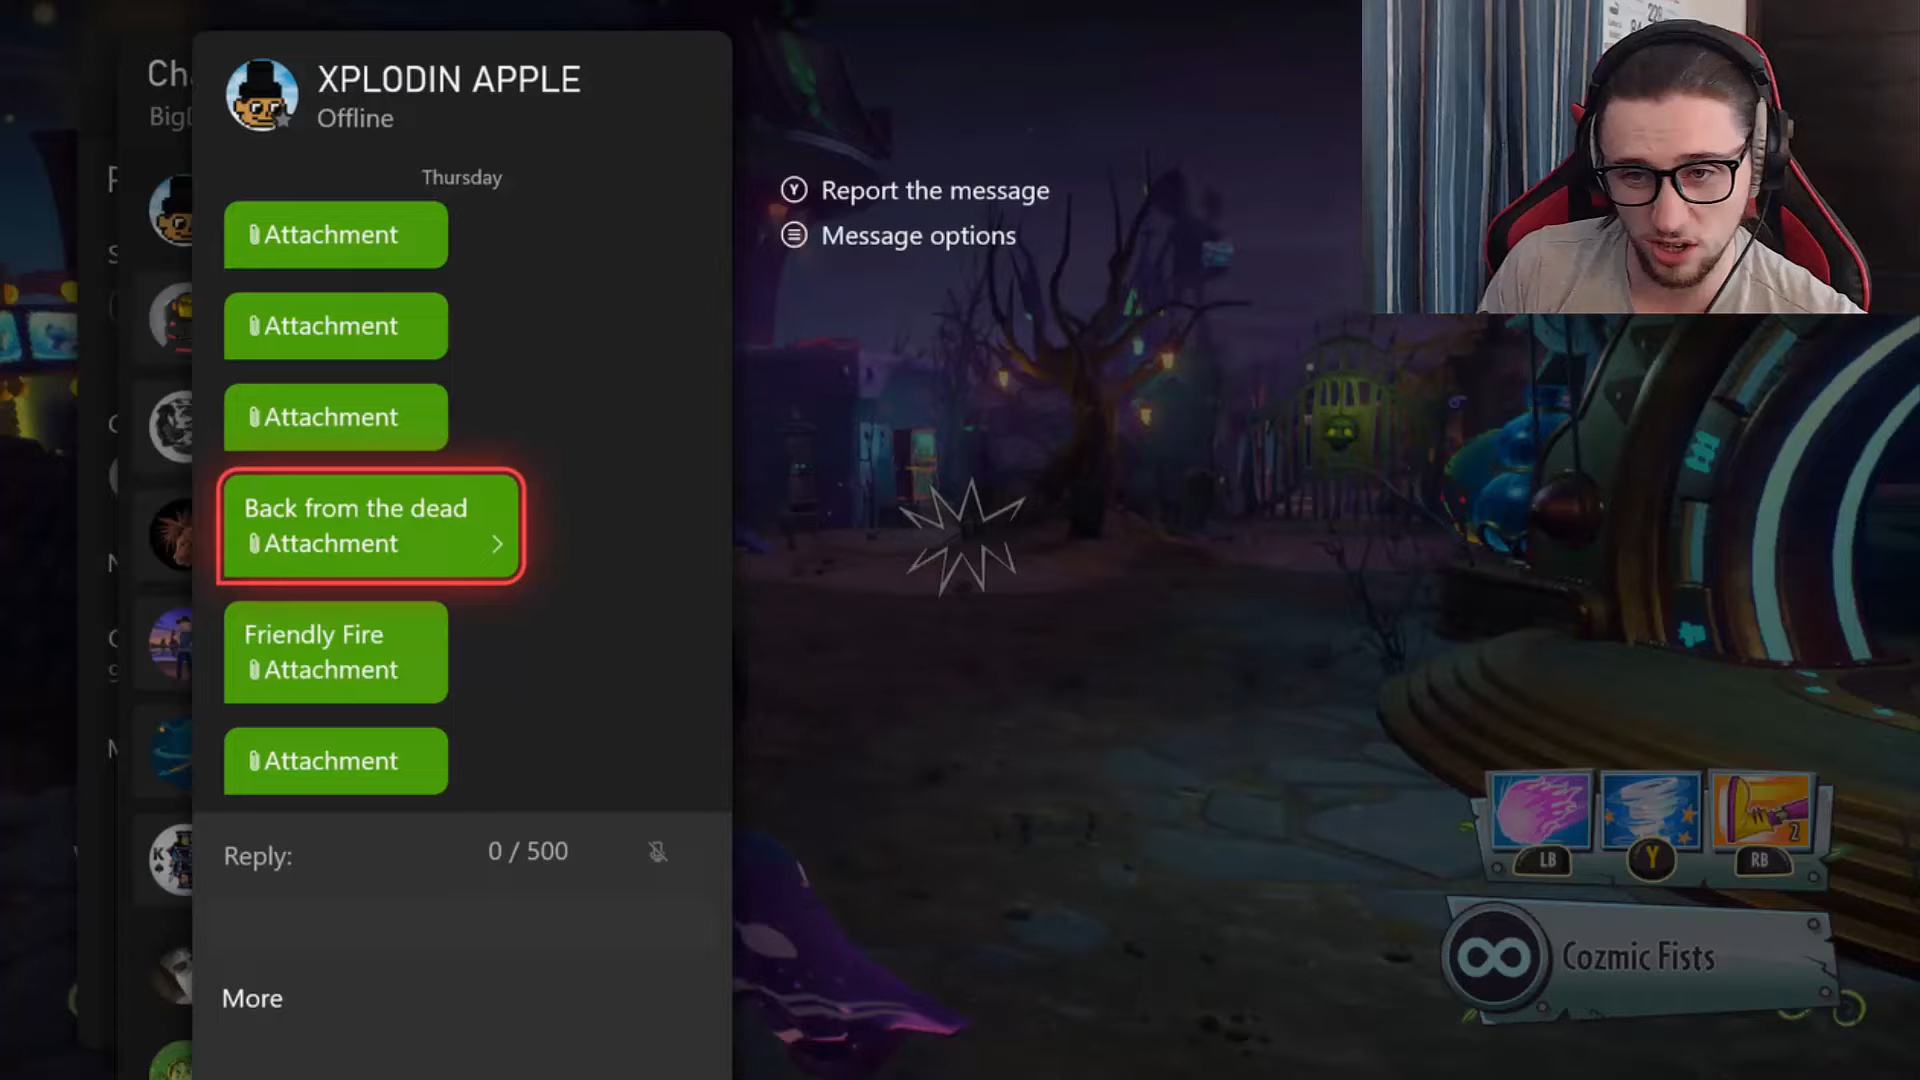 XPLODIN APPLE
Offline
Thursday
Attachment
Attachment
Attachment
Back from the dead
Attachment
Friendly Fire
Attachment
Attachment
Reply:
0 / 500
More
Report the message
Message options
Y
LB
Y
RB
2
Cozmic Fists
K